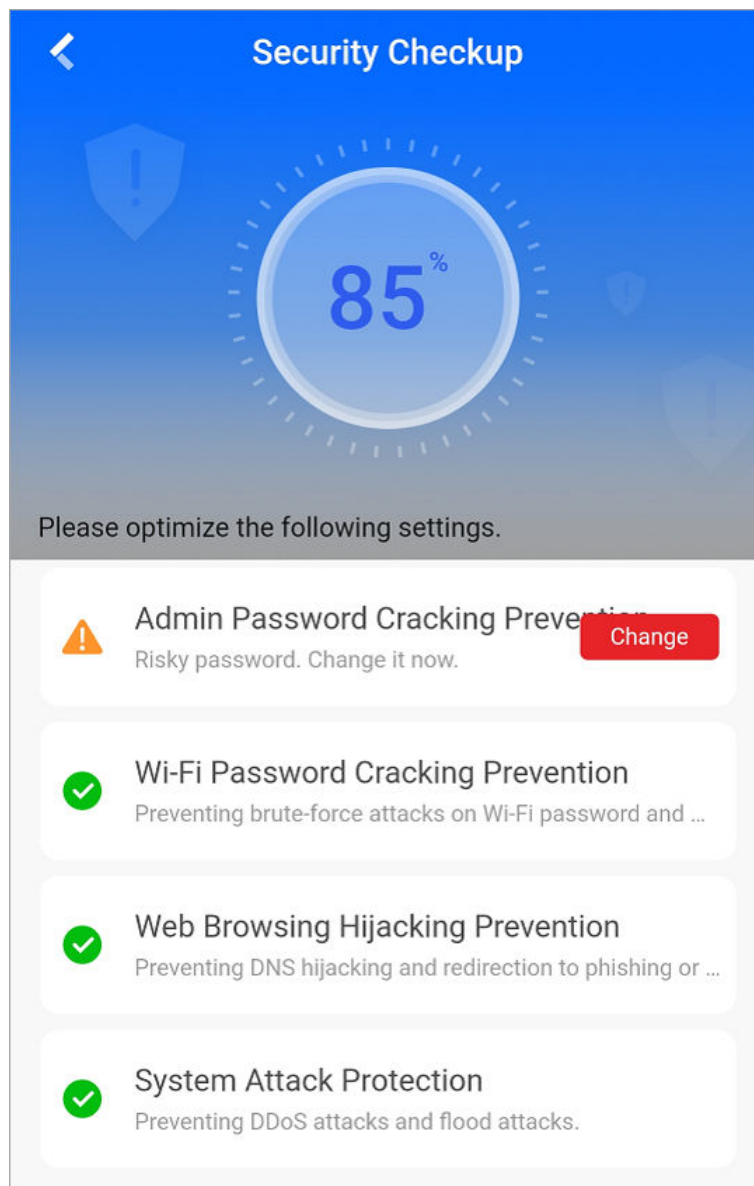 Security Checkup
85%
Please optimize the following settings.
Admin Password Cracking
Change
Risky password. Change it now.
Wi-Fi Password Cracking Prevention
Preventing brute-force attacks on Wi-Fi password and ...
Web Browsing Hijacking Prevention
Preventing DNS hijacking and redirection to phishing or ...
System Attack Protection
Preventing DDoS attacks and flood attacks.